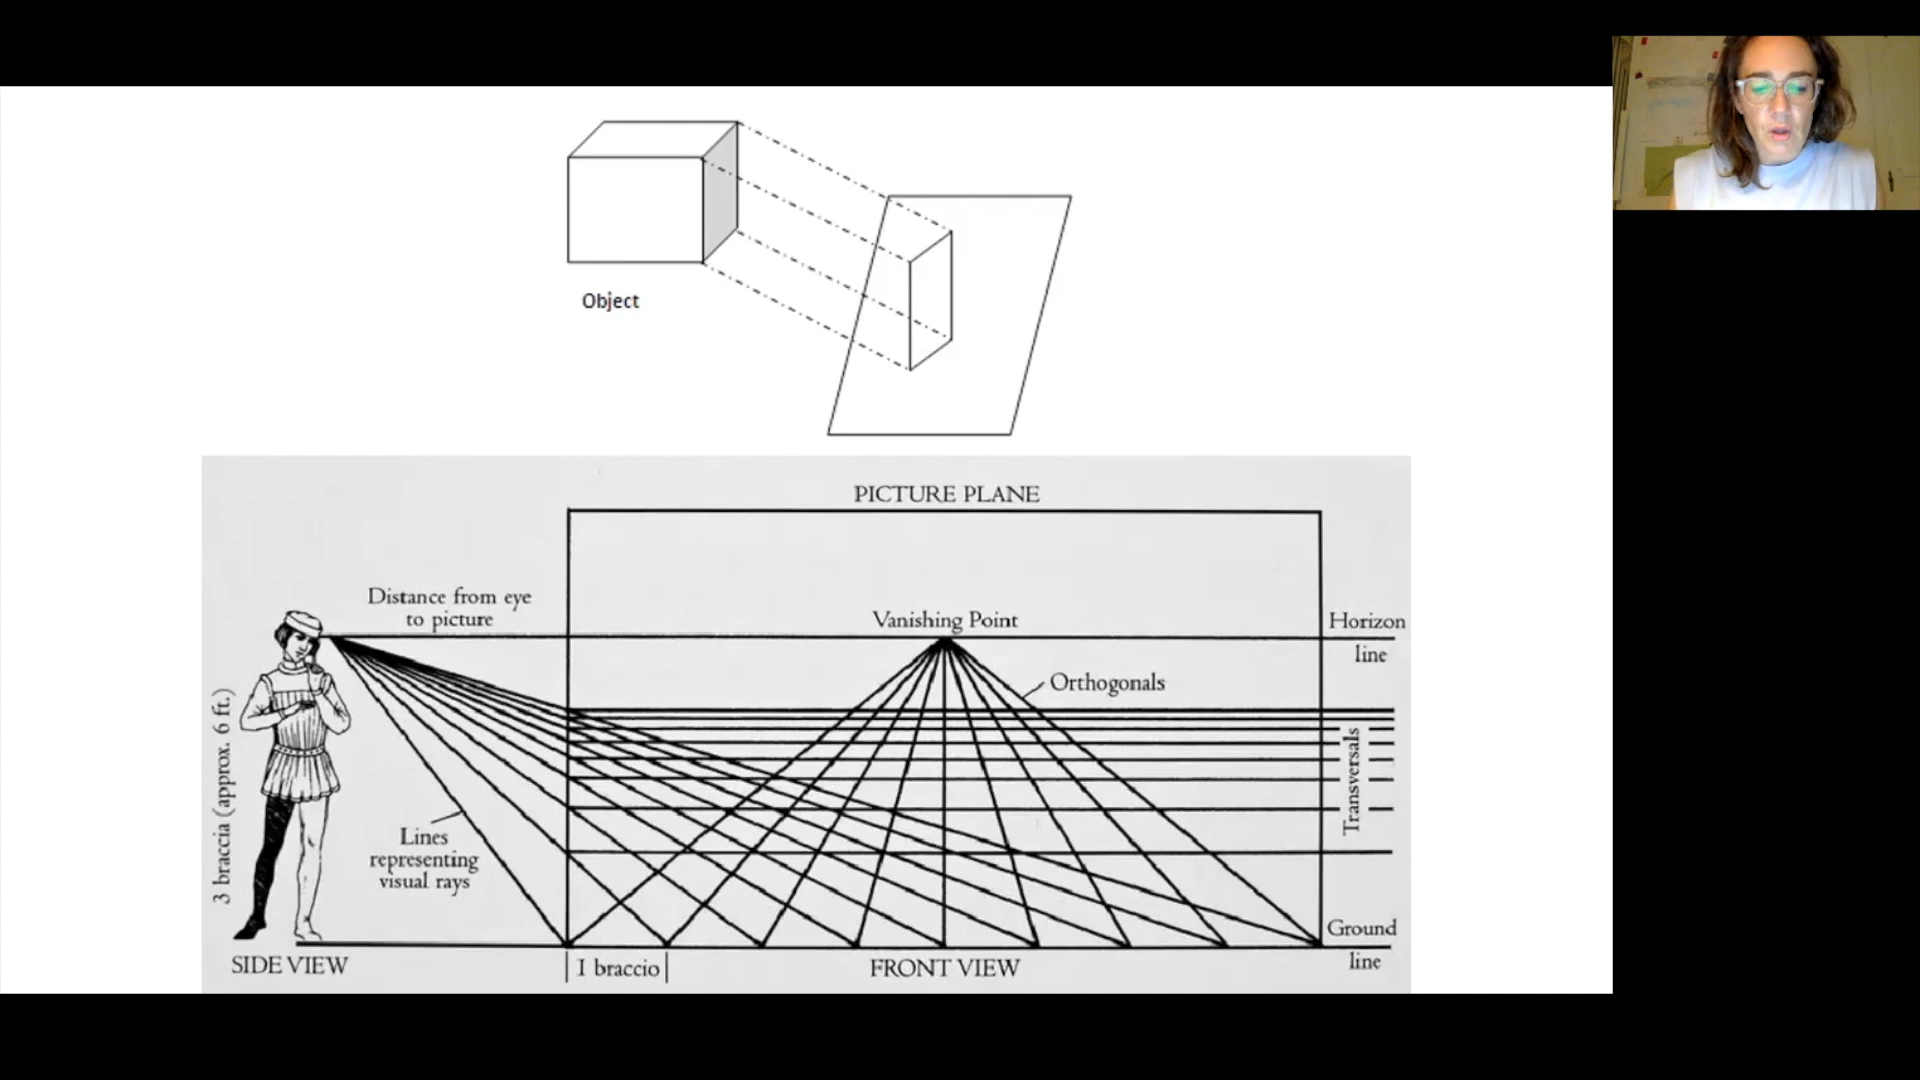 Object
PICTURE PLANE
Distance from eye
to picture
Vanishing Point
Horizon
line
Orthogonals
3 braccia (approx. 6 ft.)
Transversals
Lines
representing
visual rays
Ground
line
SIDE VIEW
1 braccio
FRONT VIEW